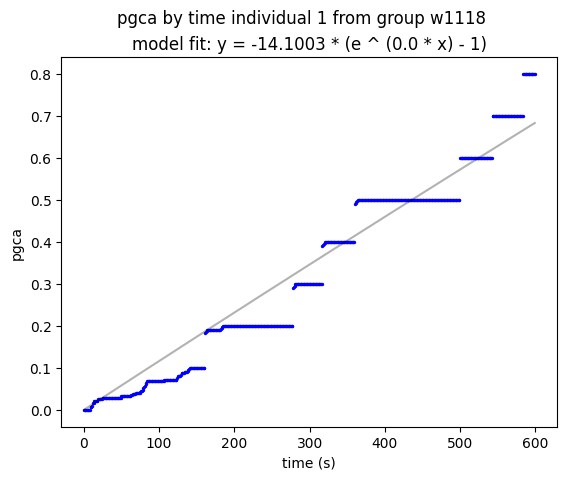 pgca by time individual 1 from group w1118
model fit: y = -14.1003 * (e ^ (0.0 * x) - 1)
0.8
0.7
0.6
0.5
0.4
0.3
0.2
0.1
0.0
pgca
0 100 200 300 400 500 600
time (s)